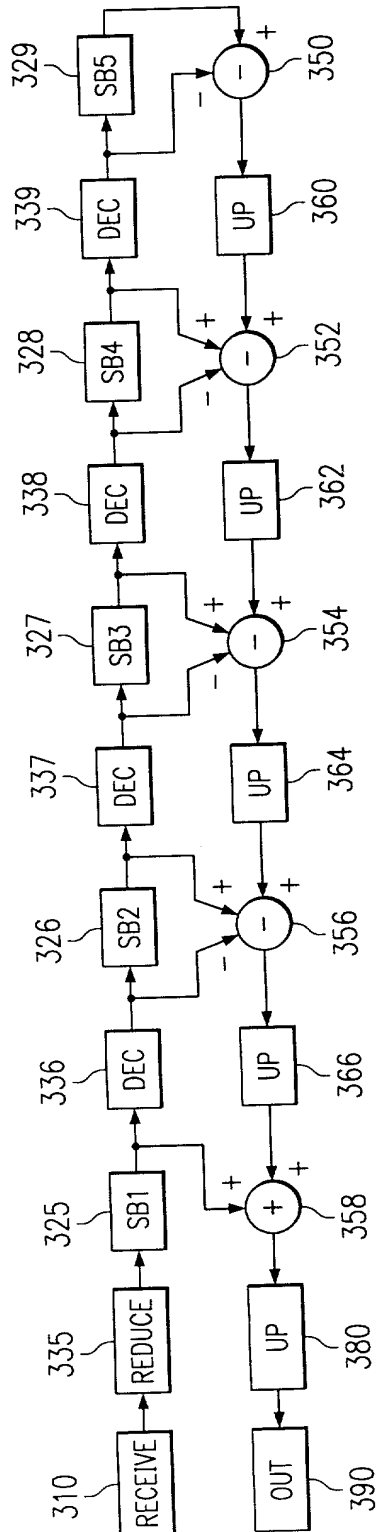 310
335
325
336
326
337
327
338
328
339
329
RECEIVE
REDUCE
SB1
DEC
SB2
DEC
SB3
DEC
SB4
DEC
SB5
+
+
-
+
-
+
-
+
-
+
OUT
UP
+
+
UP
-
+
UP
-
+
UP
-
+
UP
-
390
380
358
366
356
364
354
362
352
360
350